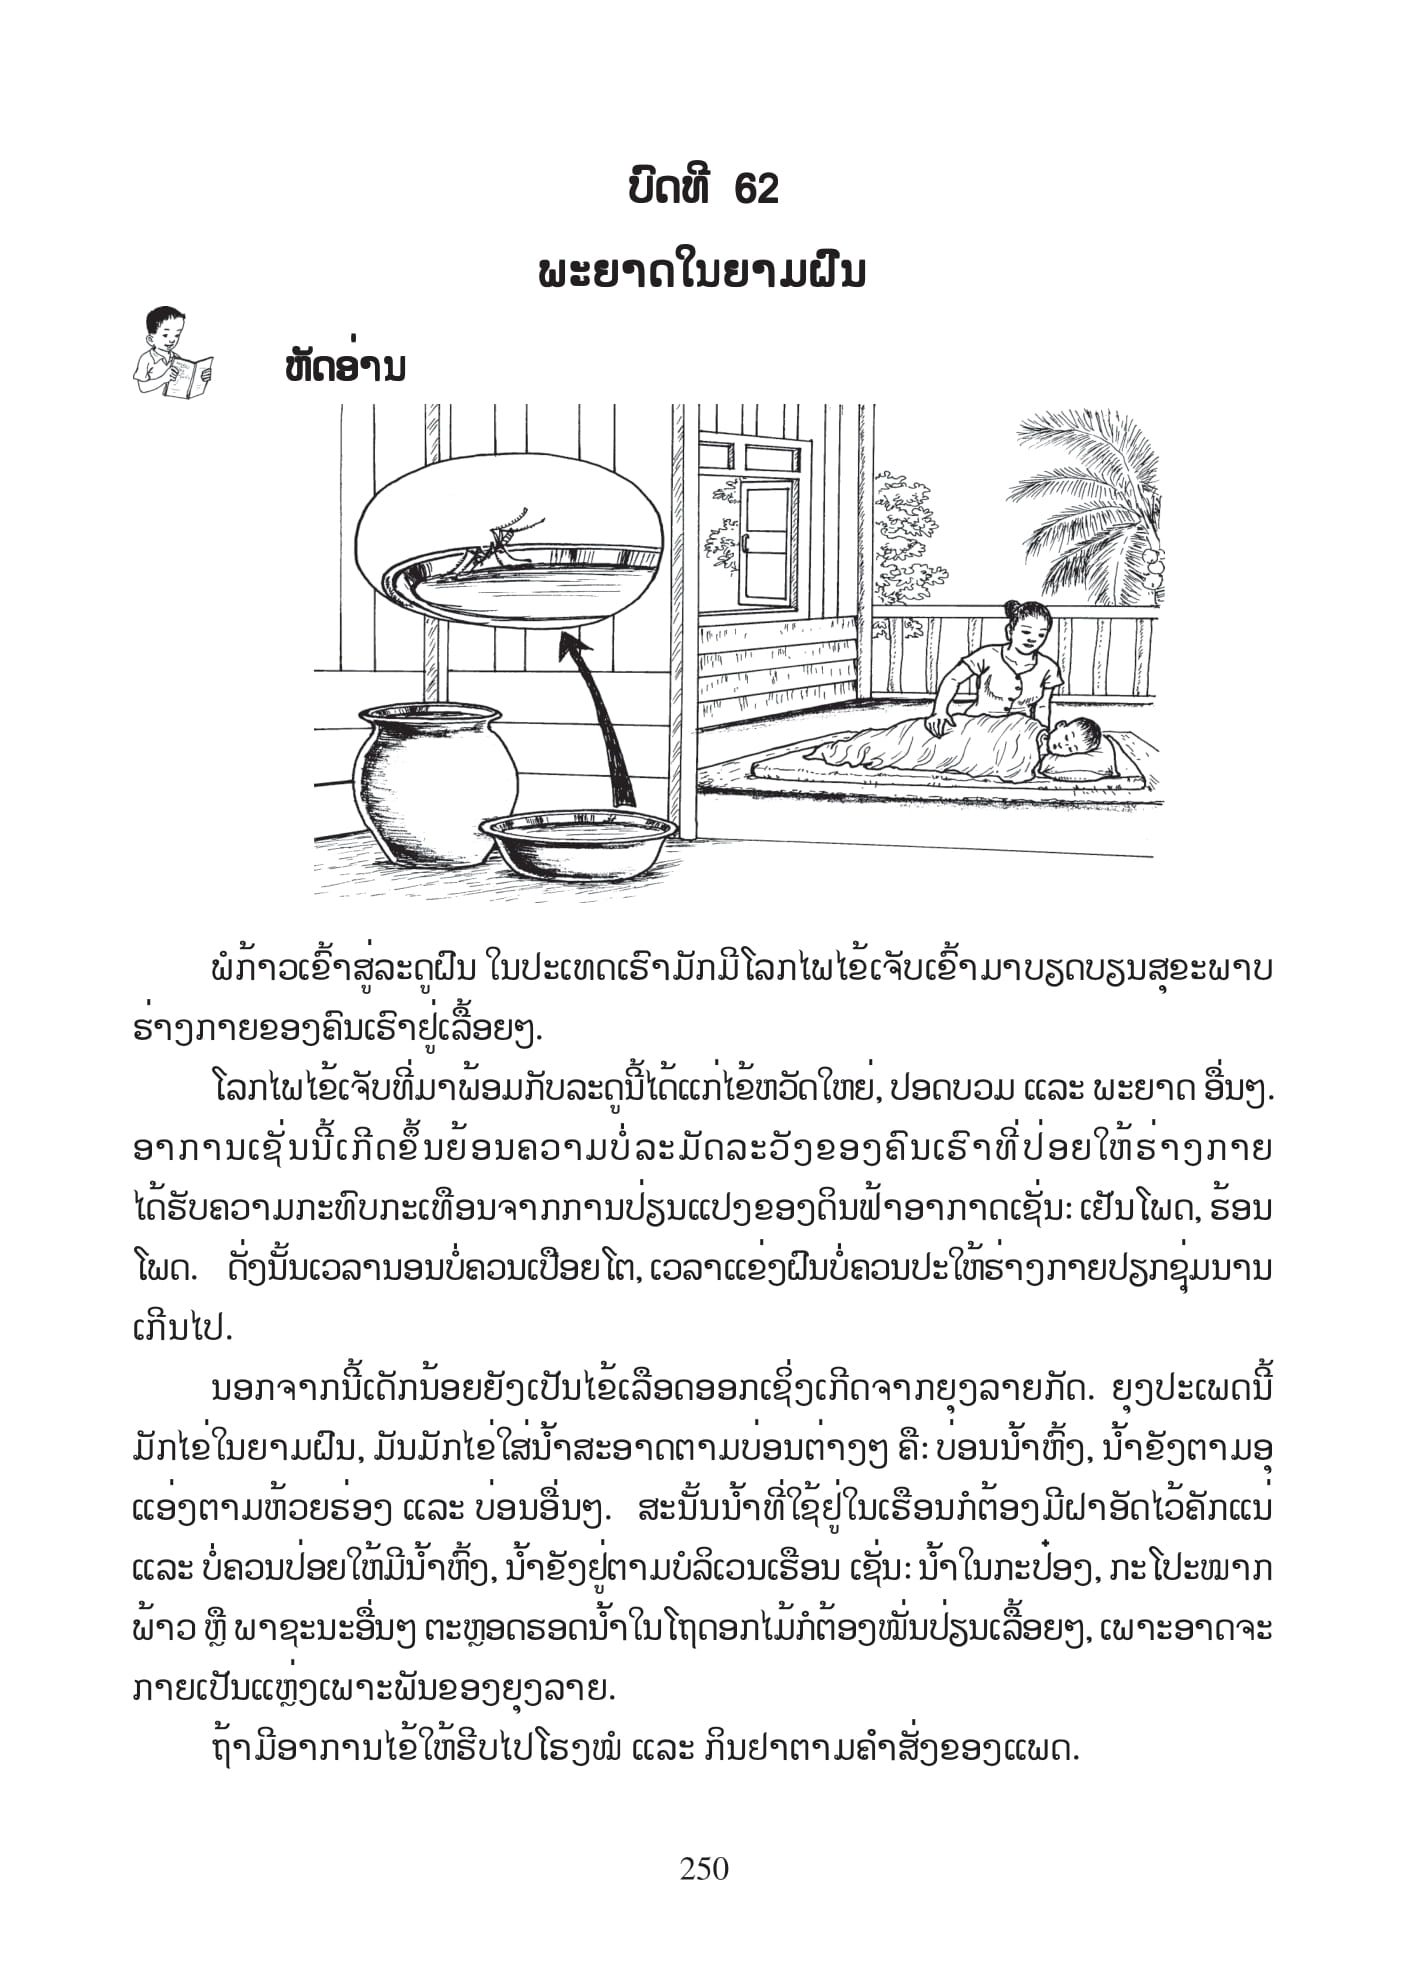 ບົດທີ 62
ພະຍາດໃນຍາມຝົນ
ຫັດອ່ານ
ພໍກ້າວເຂົ້າສູ່ລະດູຝົນ ໃນປະເທດເຮົາມັກມີໂລກໄພໄຂ້ເຈັບເຂົ້າມາບຽດບຽນສຸຂະພາບ
ຮ່າງກາຍຂອງຄົນເຮົາຢູ່ເລື້ອຍໆ.
ໂລກໄພໄຂ້ເຈັບທີ່ມາພ້ອມກັບລະດູນີ້ໄດ້ແກ່ໄຂ້ຫວັດໃຫຍ່, ປອດບວມ ແລະ ພະຍາດ ອື່ນໆ.
ອາການເຊັ່ນນີ້ເກີດຂຶ້ນຍ້ອນຄວາມບໍ່ລະມັດລະວັງຂອງຄົນເຮົາທີ່ປ່ອຍໃຫ້ຮ່າງກາຍ
ໄດ້ຮັບຄວາມກະທົບກະເທືອນຈາກການປ່ຽນແປງຂອງດິນຟ້າອາກາດເຊັ່ນ: ເຢັນໂພດ, ຮ້ອນ
ໂພດ. ດັ່ງນັ້ນເວລານອນບໍ່ຄວນເປືອຍໂຕ, ເວລາແຂ່ງຝົນບໍ່ຄວນປະໃຫ້ຮ່າງກາຍປຽກຊຸ່ມນານ
ເກີນໄປ.
ນອກຈາກນີ້ເດັກນ້ອຍຍັງເປັນໄຂ້ເລືອດອອກເຊິ່ງເກີດຈາກຍຸງລາຍກັດ. ຍຸງປະເພດນີ້
ມັກໄຂ່ໃນຍາມຝົນ, ມັນມັກໄຂ່ໃສ່ນ້ຳສະອາດຕາມບ່ອນຕ່າງໆ ຄື: ບ່ອນນ້ຳຫົ້ງ, ນ້ຳຂັງຕາມອຸ
ແອ່ງຕາມຫ້ວຍຮ່ອງ ແລະ ບ່ອນອື່ນໆ. ສະນັ້ນນ້ຳທີ່ໃຊ້ຢູ່ໃນເຮືອນກໍຕ້ອງມີຝາອັດໄວ້ຄັກແນ່
ແລະ ບໍ່ຄວນປ່ອຍໃຫ້ມີນ້ຳຫົ້ງ, ນ້ຳຂັງຢູ່ຕາມບໍລິເວນເຮືອນ ເຊັ່ນ: ນ້ຳໃນກະປ໋ອງ, ກະໂປະໝາກ
ພ້າວ ຫຼື ພາຊະນະອື່ນໆ ຕະຫຼອດຮອດນ້ຳໃນໂຖດອກໄມ້ກໍຕ້ອງໝັ່ນປ່ຽນເລື້ອຍໆ, ເພາະອາດຈະ
ກາຍເປັນແຫຼ່ງເພາະພັນຂອງຍຸງລາຍ.
ຖ້າມີອາການໄຂ້ໃຫ້ຮີບໄປໂຮງໝໍ ແລະ ກິນຢາຕາມຄຳສັ່ງຂອງແພດ.
250